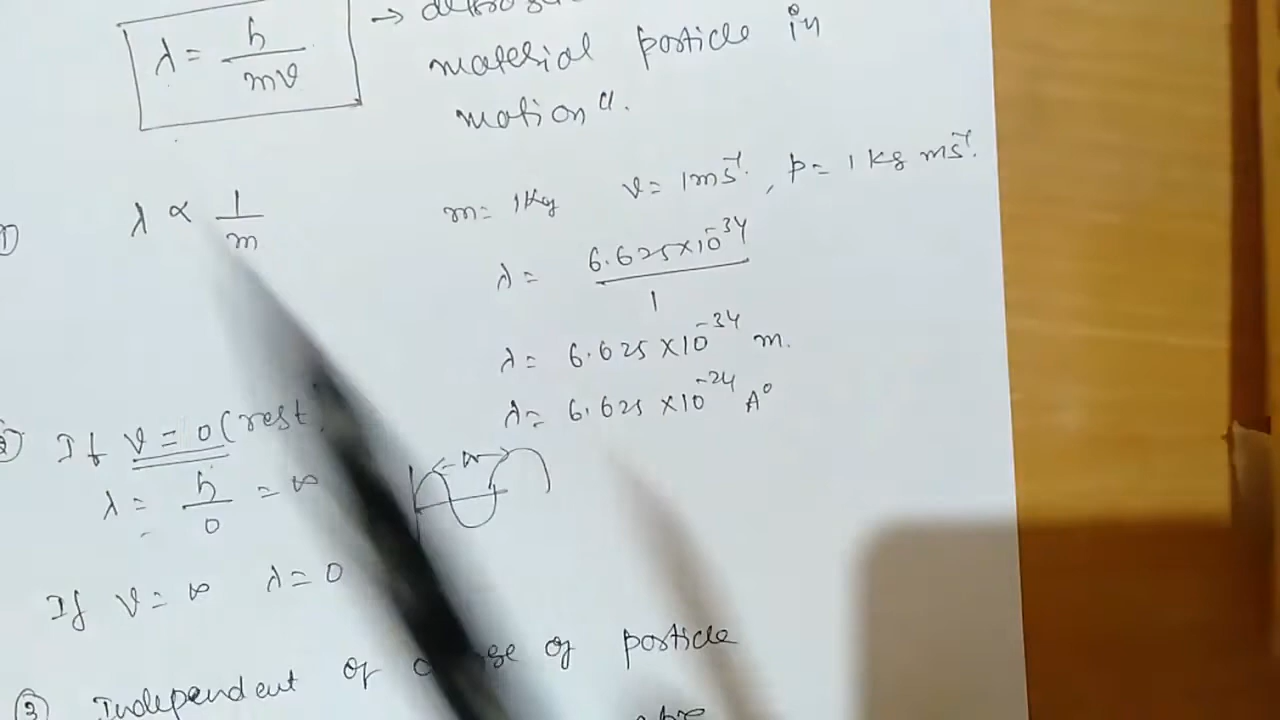 λ = h/mv →
material particle in
motion".
① λ ∝ 1/m
m = 1Kg v = 1ms⁻¹, p = 1 Kg ms⁻¹.
λ = 6.625×10⁻³⁴/1
λ = 6.625 ×10⁻³⁴ m.
λ = 6.625 ×10⁻²⁴ A⁰
② If v = 0 (rest
λ = h/0 = ∞
If v = ∞ λ = 0
③ Independent of of particle